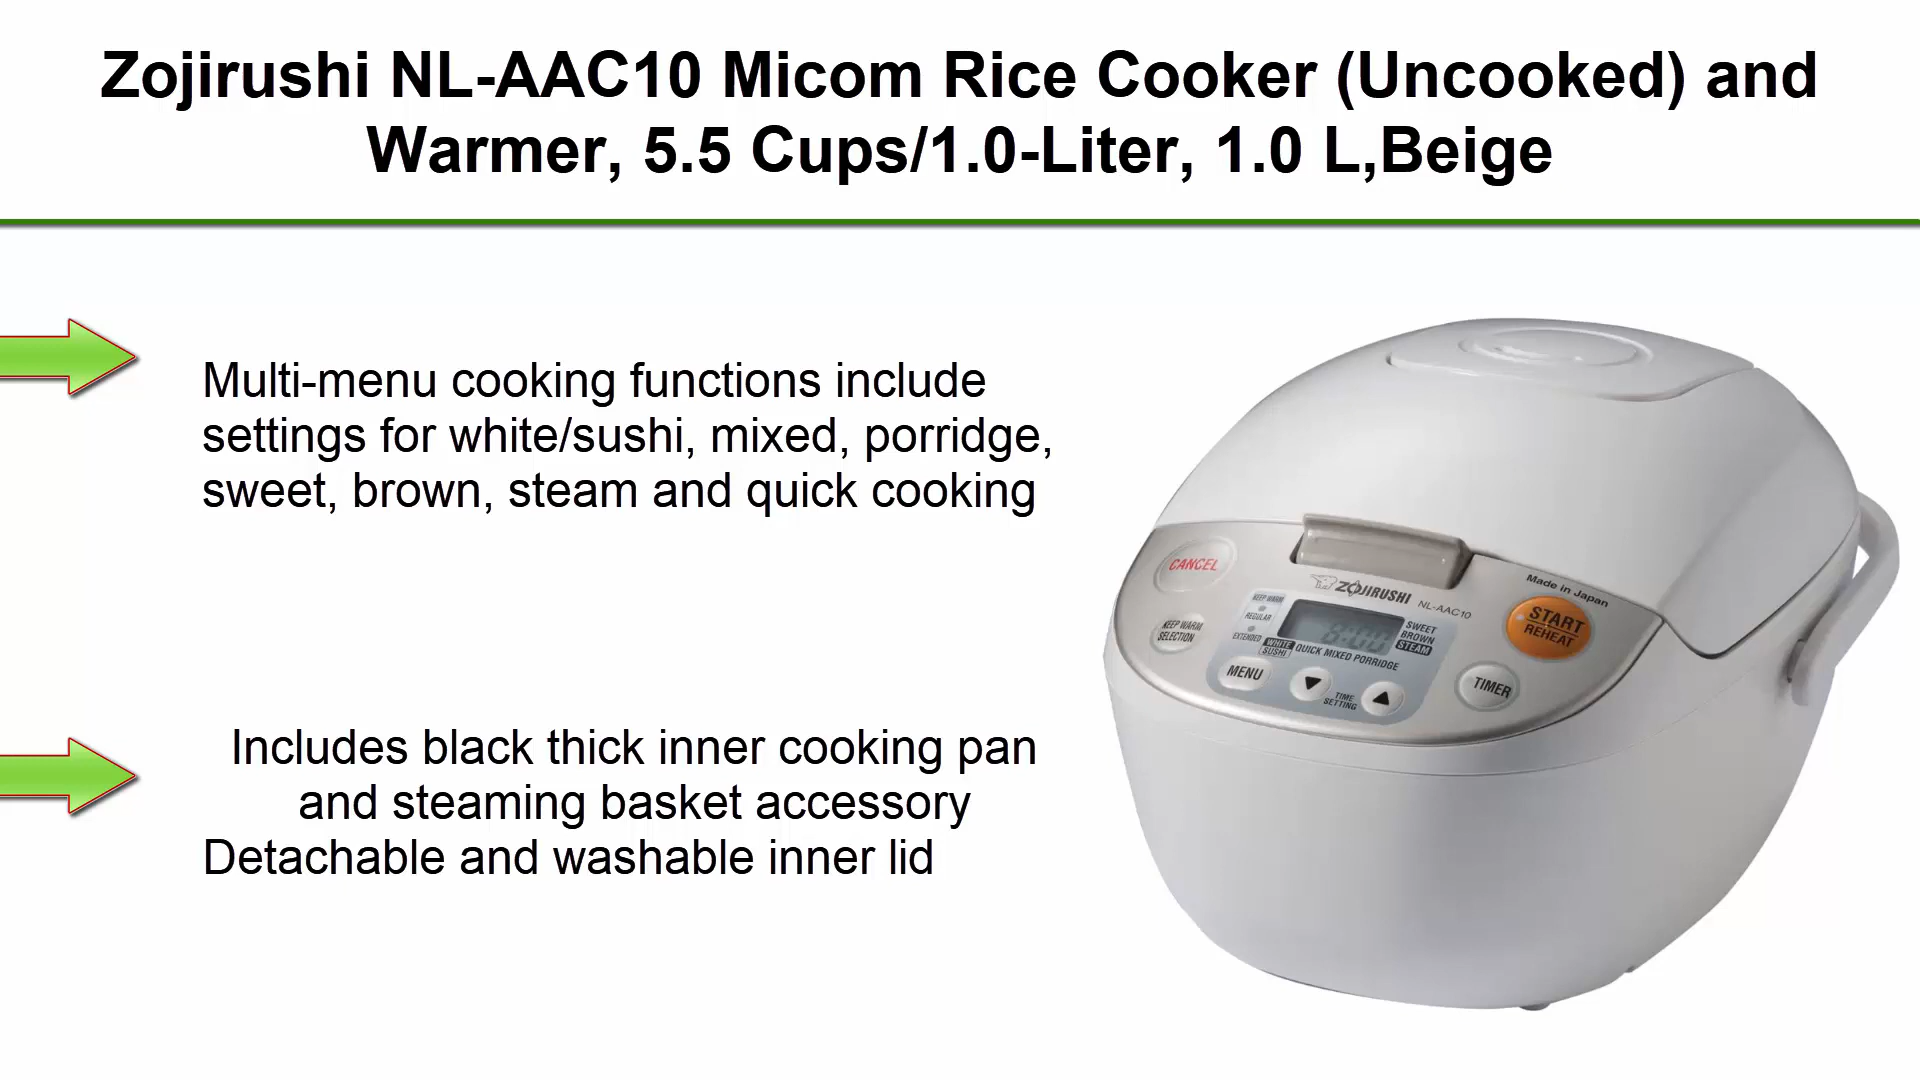 Zojirushi NL-AAC10 Micom Rice Cooker (Uncooked) and
Warmer, 5.5 Cups/1.0-Liter, 1.0 L,Beige
Multi-menu cooking functions include
settings for white/sushi, mixed, porridge,
sweet, brown, steam and quick cooking
Includes black thick inner cooking pan
and steaming basket accessory
Detachable and washable inner lid
CANCEL
KEEP WARM
SELECTION
ZOJIRUSHI NL-AAC10
Made in Japan
START
REHEAT
KEEP WARM
REGULAR
EXTENDED
8:00
SWEET
BROWN
STEAM
WHITE
SUSHI
QUICK MIXED PORRIDGE
MENU
▼
TIME
SETTING
▲
TIMER